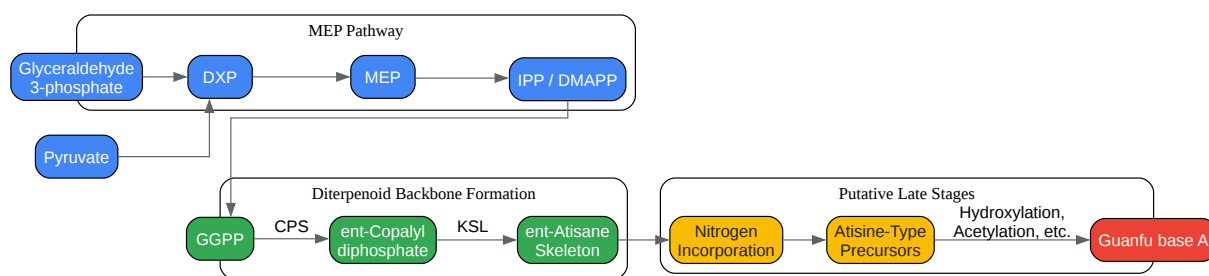 MEP Pathway
Glyceraldehyde
3-phosphate
DXP
MEP
IPP / DMAPP
Pyruvate
Diterpenoid Backbone Formation
GGPP
CPS
ent-Copalyl
diphosphate
KSL
ent-Atisane
Skeleton
Putative Late Stages
Nitrogen
Incorporation
Atisine-Type
Precursors
Hydroxylation,
Acetylation, etc.
Guanfu base A